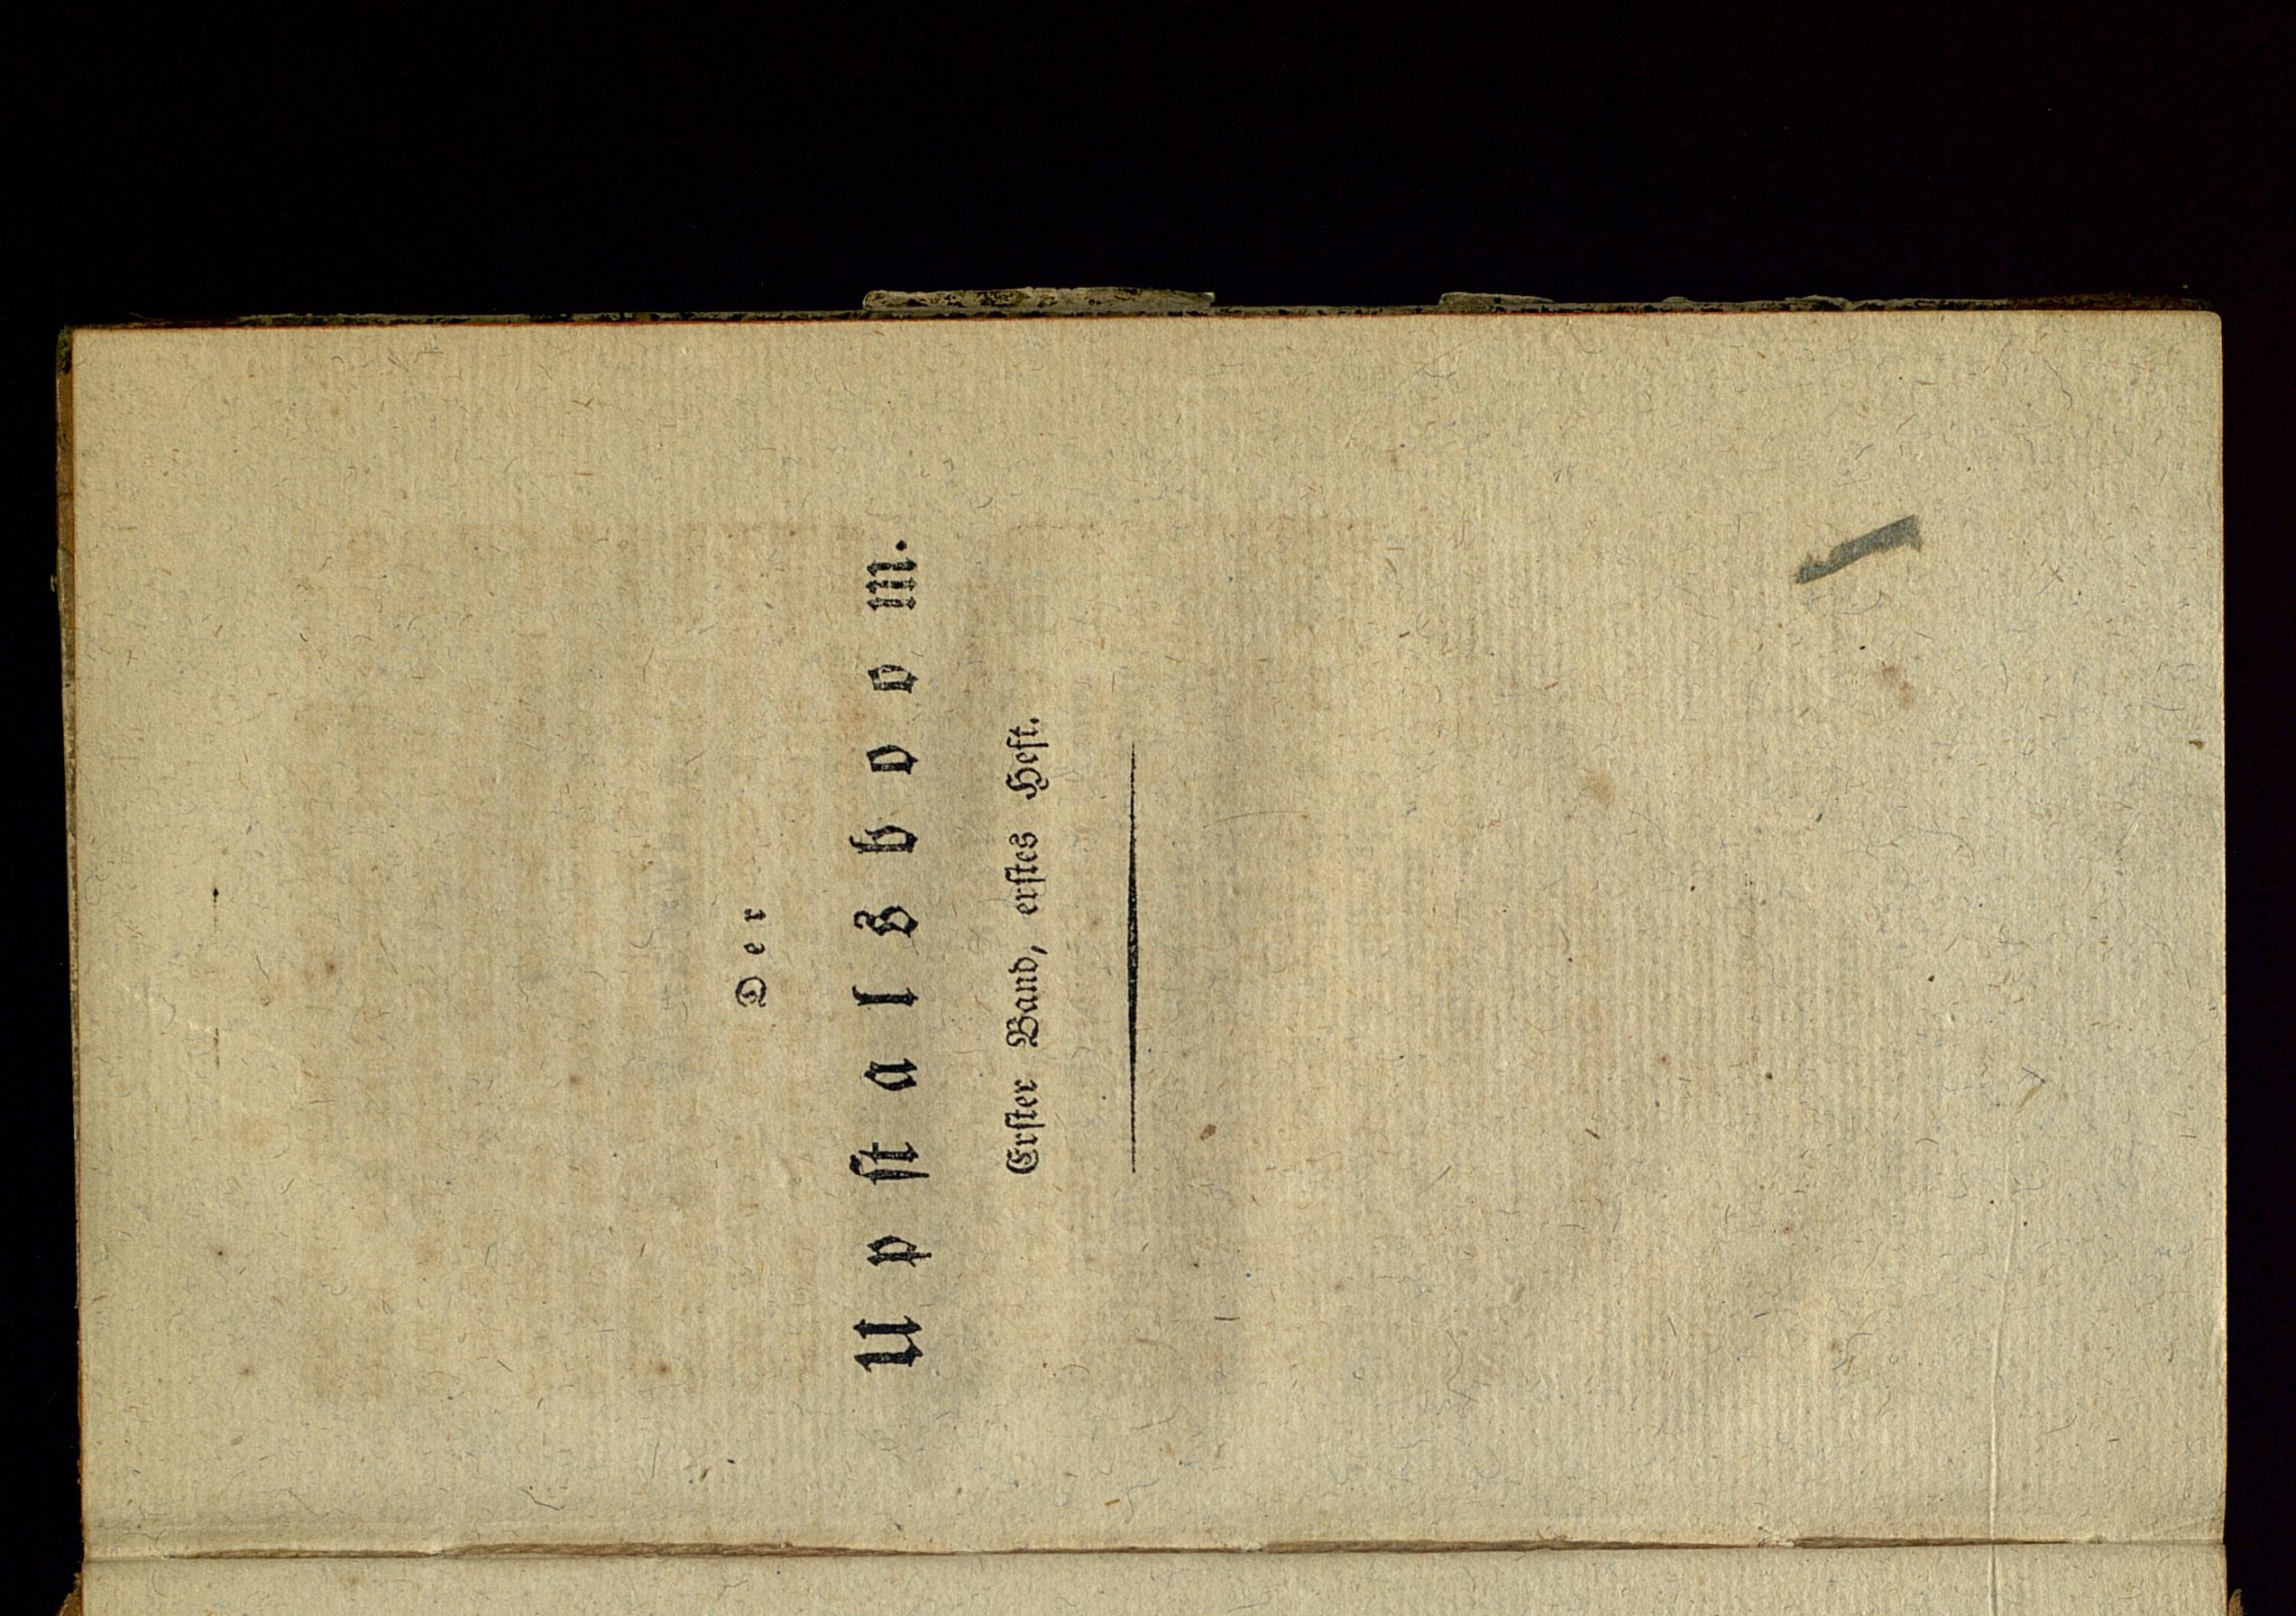 Der
Upſtalsboom.
Erſter Band, erſtes Heft.